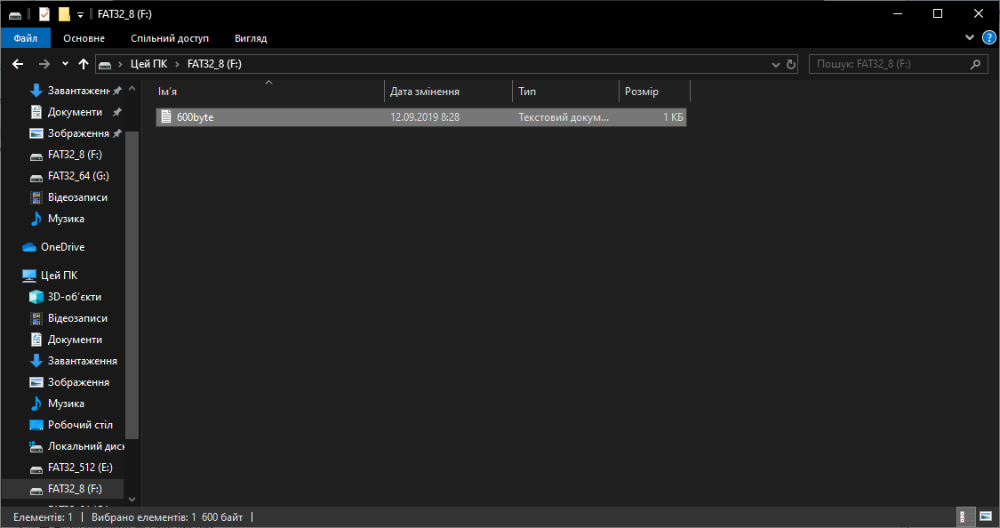 FAT32_8 (F:)
Файл Основне Спільний доступ Вигляд
Цей ПК FAT32_8 (F:) Пошук: FAT32_8 (F:)
Ім'я Дата змінення Тип Розмір
600byte 12.09.2019 8:28 Текстовий докум... 1 КБ
Завантажен
Документи
Зображення
FAT32_8 (F:)
FAT32_64 (G:)
Відеозаписи
Музика
OneDrive
Цей ПК
3D-об'єкти
Відеозаписи
Документи
Завантаження
Зображення
Музика
Робочий стіл
Локальний диск
FAT32_512 (E:)
FAT32_8 (F:)
Елементів: 1 Вибрано елементів: 1 600 байт